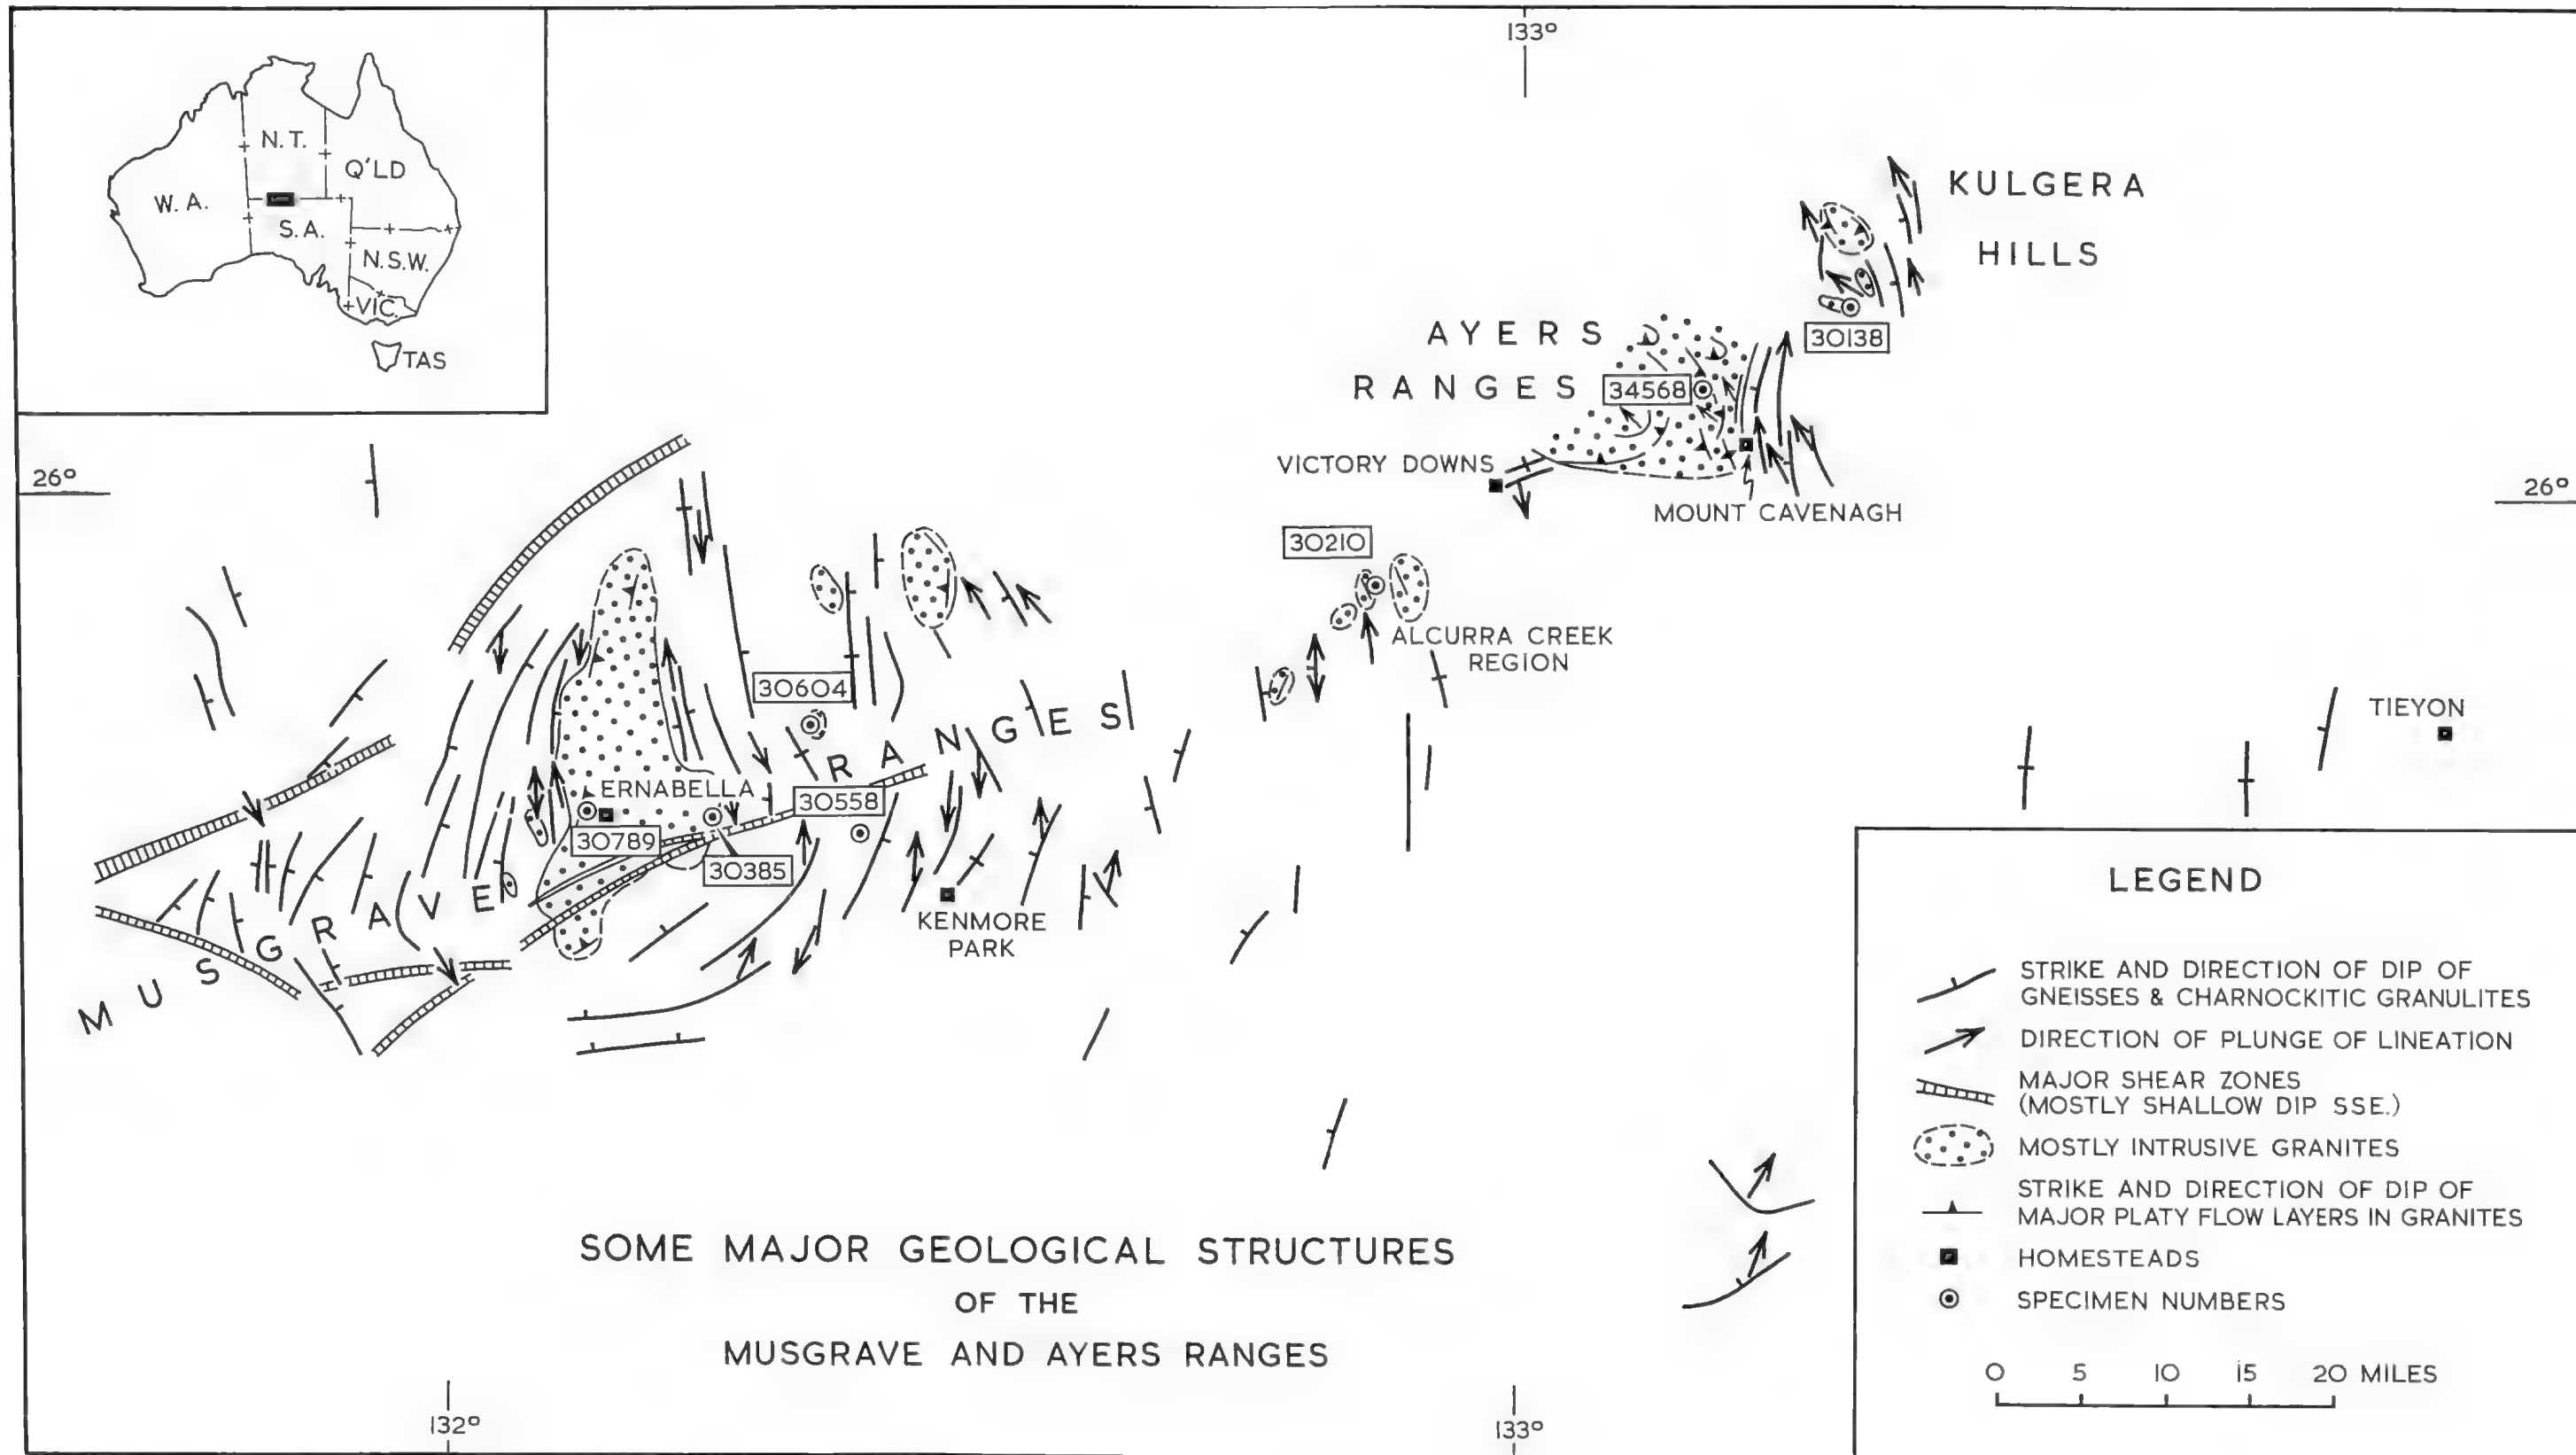 133°
N.T.
Q'LD
W.A.
S.A.
N.S.W.
VIC.
TAS
KULGERA
HILLS
30138
AYERS
RANGES
34568
26°
VICTORY DOWNS
26°
MOUNT CAVENAGH
30210
ALCURRA CREEK
REGION
30604
TIEYON
MUSGRAVE RANGES
ERNABELLA
30558
30789
30385
KENMORE
PARK
LEGEND
STRIKE AND DIRECTION OF DIP OF
GNEISSES & CHARNOCKITIC GRANULITES
DIRECTION OF PLUNGE OF LINEATION
MAJOR SHEAR ZONES
(MOSTLY SHALLOW DIP SSE.)
MOSTLY INTRUSIVE GRANITES
STRIKE AND DIRECTION OF DIP OF
MAJOR PLATY FLOW LAYERS IN GRANITES
HOMESTEADS
SPECIMEN NUMBERS
0 5 10 15 20 MILES
SOME MAJOR GEOLOGICAL STRUCTURES
OF THE
MUSGRAVE AND AYERS RANGES
132°
133°